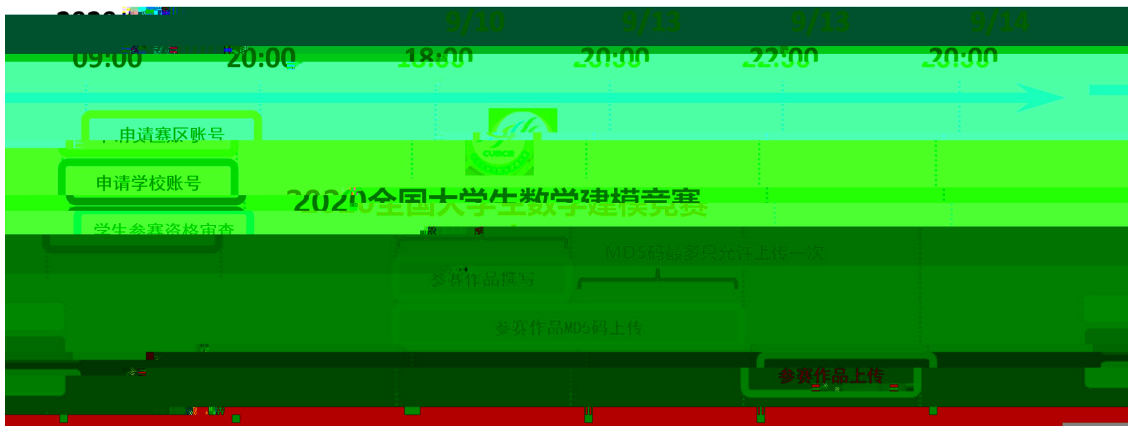 2020
9/10 9/13 9/13 9/14
09:00 20:00 18:00 20:00 22:00 20:00
申请赛区账号
CUMCM
申请学校账号
2020全国大学生数学建模竞赛
学生参赛资格审查
MD5码最多只允许上传一次
参赛作品撰写
参赛作品MD5码上传
参赛作品上传